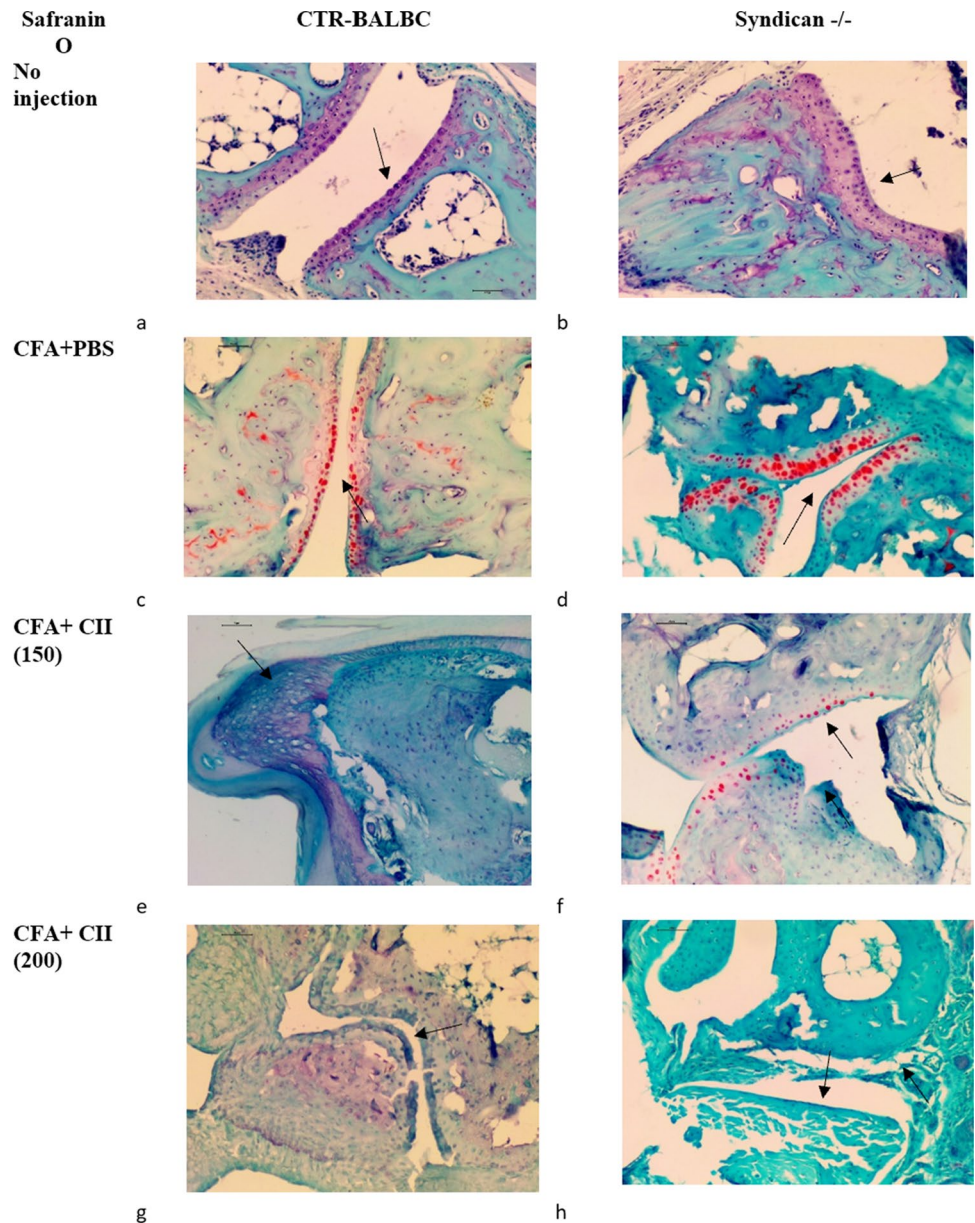 Safranin
O
CTR-BALBC
Syndican -/-
No
injection
a
b
CFA+PBS
c
d
CFA+ CII
(150)
e
f
CFA+ CII
(200)
g
h